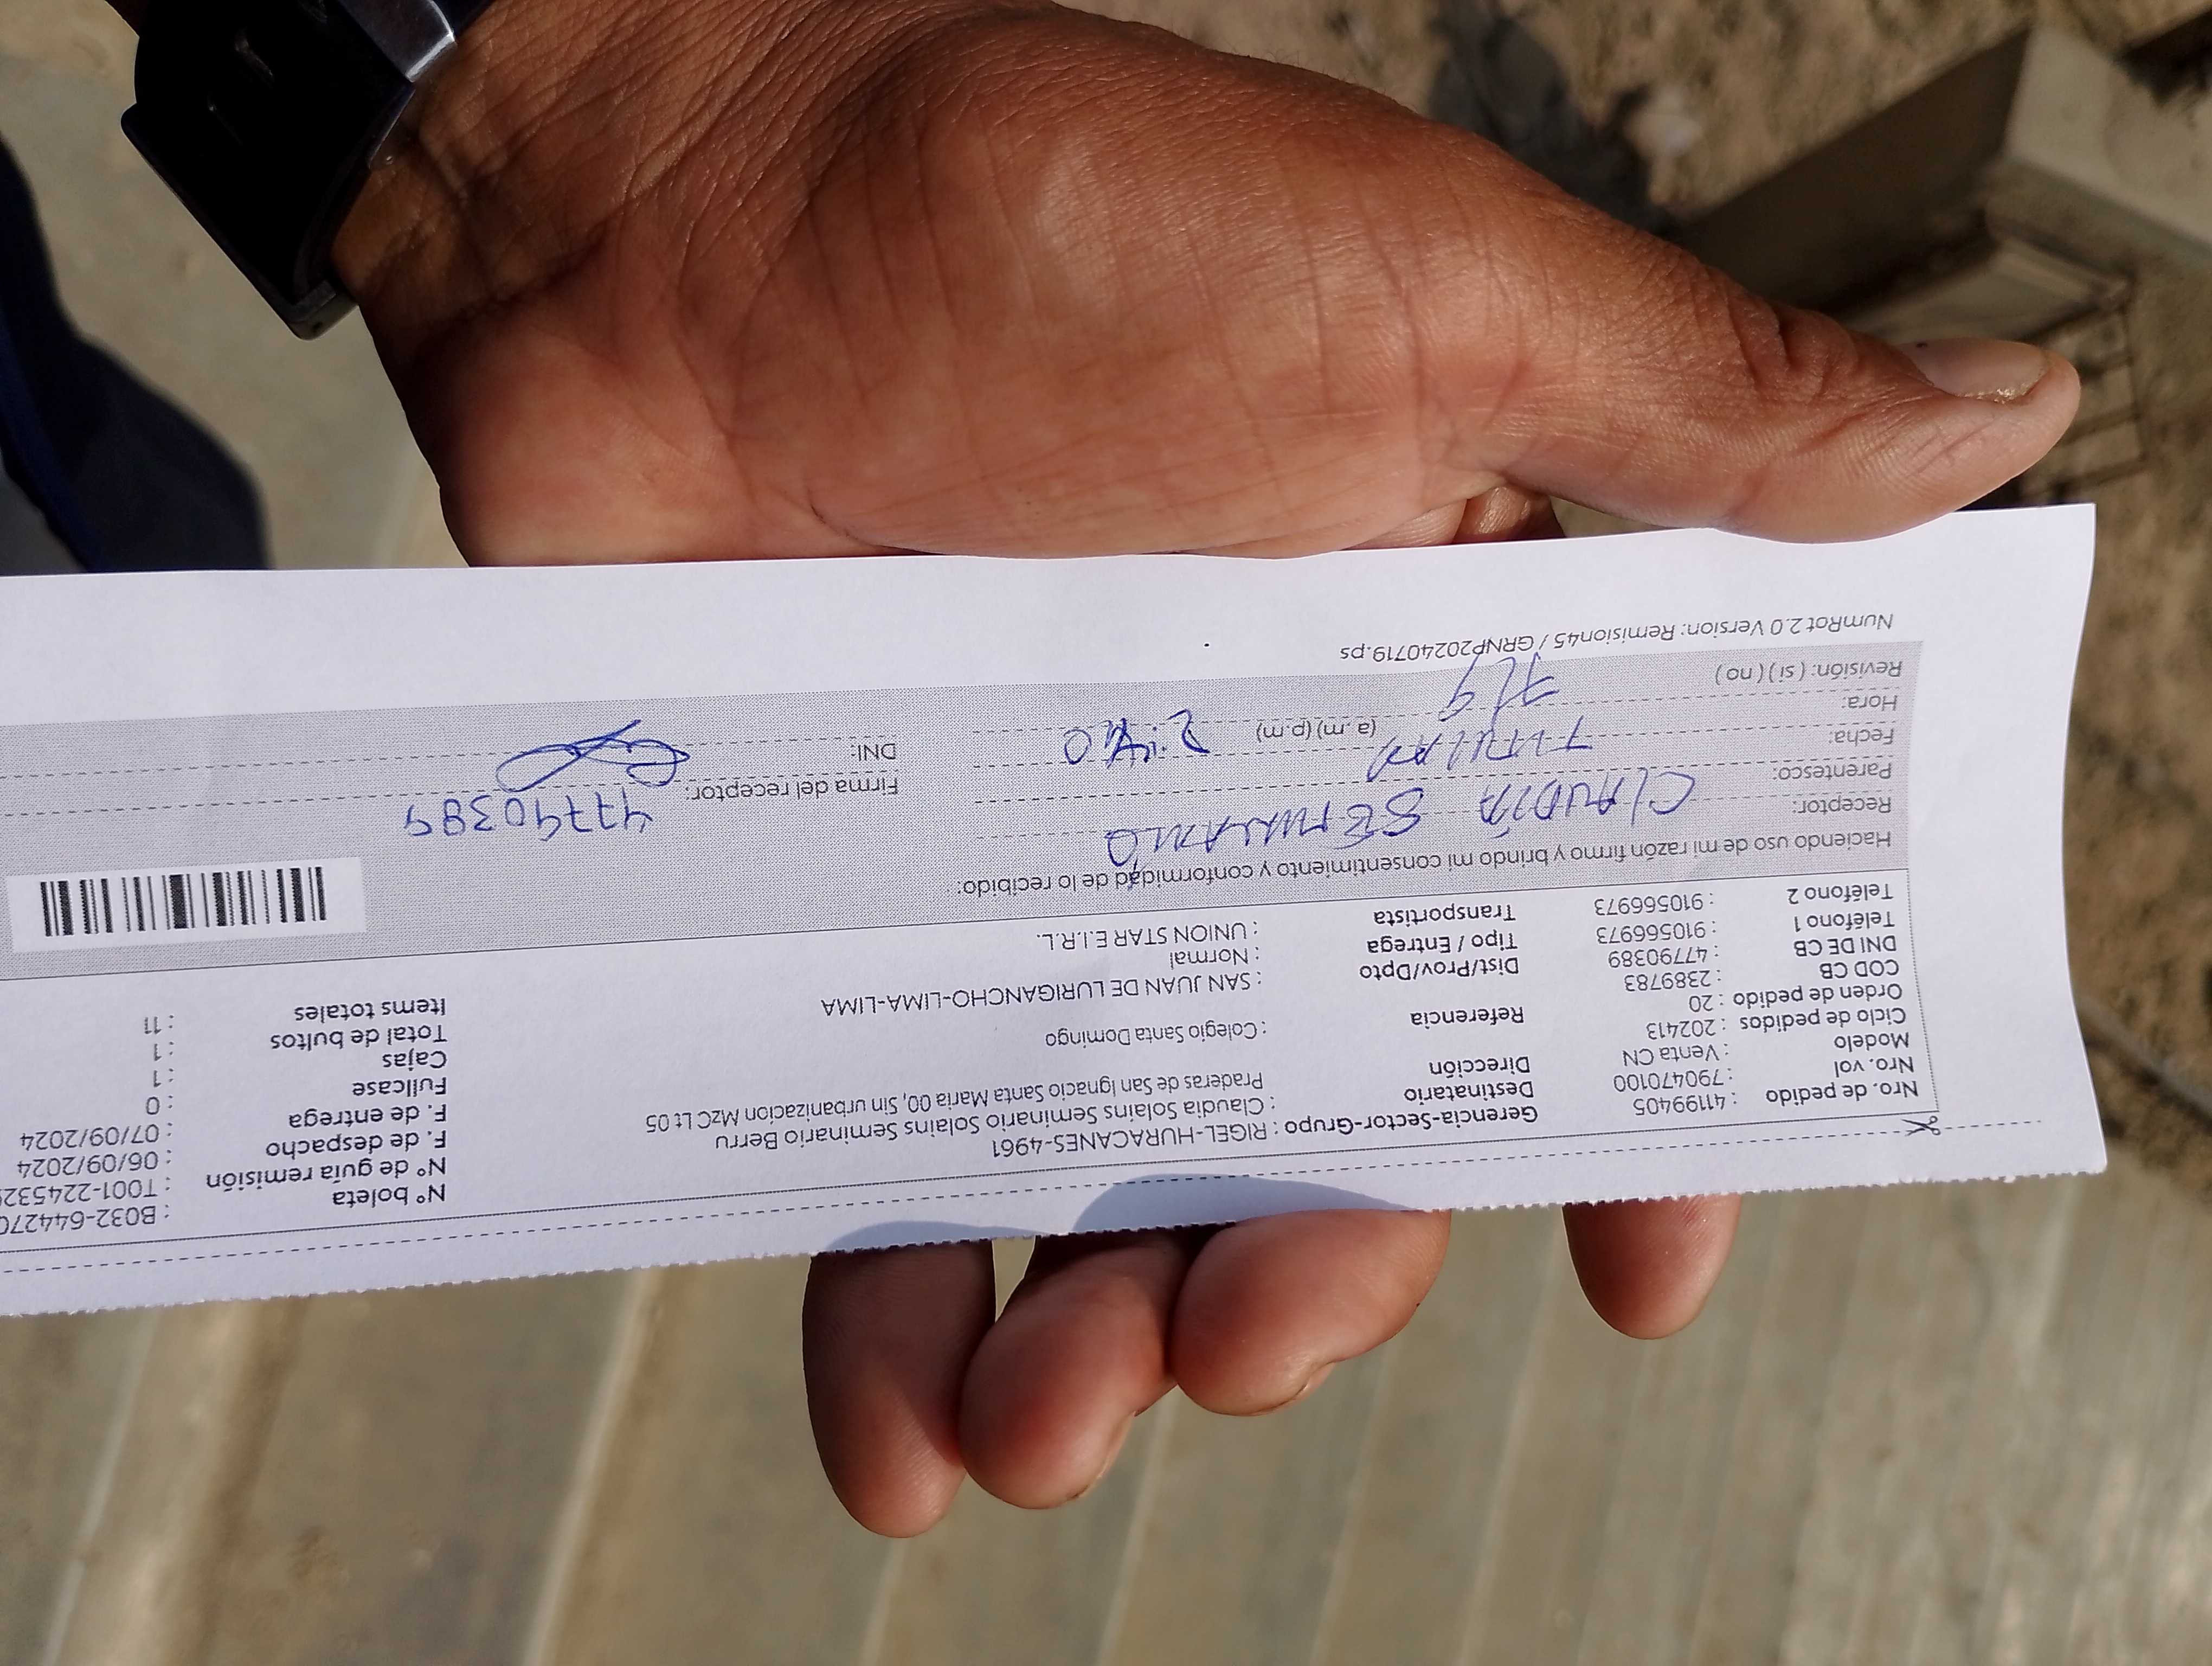 Nro. de pedido : 41199405
Nro. vol : 790470100
Modelo : Venta CN
Ciclo de pedidos : 202413
Orden de pedido : 20
COD CB : 2389783
DNI DE CB : 47790389
Teléfono 1 : 910566973
Teléfono 2 : 910566973
Gerencia-Sector-Grupo : RIGEL-HURACANES-4961
Destinatario : Claudia Solains Seminario Solains Seminario Berru
Dirección Praderas de San Ignacio Santa Maria 00, Sin urbanizacion MzC Lt 05
Referencia : Colegio Santa Domingo
Dist/Prov/Dpto : SAN JUAN DE LURIGANCHO-LIMA-LIMA
Tipo / Entrega : Normal
Transportista : UNION STAR E.I.R.L.
N° boleta : B032-64427
N° de guía remisión : T001-224532
F. de despacho : 06/09/2024
F. de entrega : 07/09/2024
Fullcase : 0
Cajas : 1
Total de bultos : 1
Items totales : 11
Haciendo uso de mi razón firmo y brindo mi consentimiento y conformidad de lo recibido:
Receptor: CLAUDIA SEMINARIO
Parentesco: TITULAR
Fecha: 7/9
Hora: (a.m) (p.m) 2:40
Revisión: ( si ) ( no )
Firma del receptor: 47790389
DNI:
NumRot 2.0 Version: Remision45 / GRNP20240719.ps